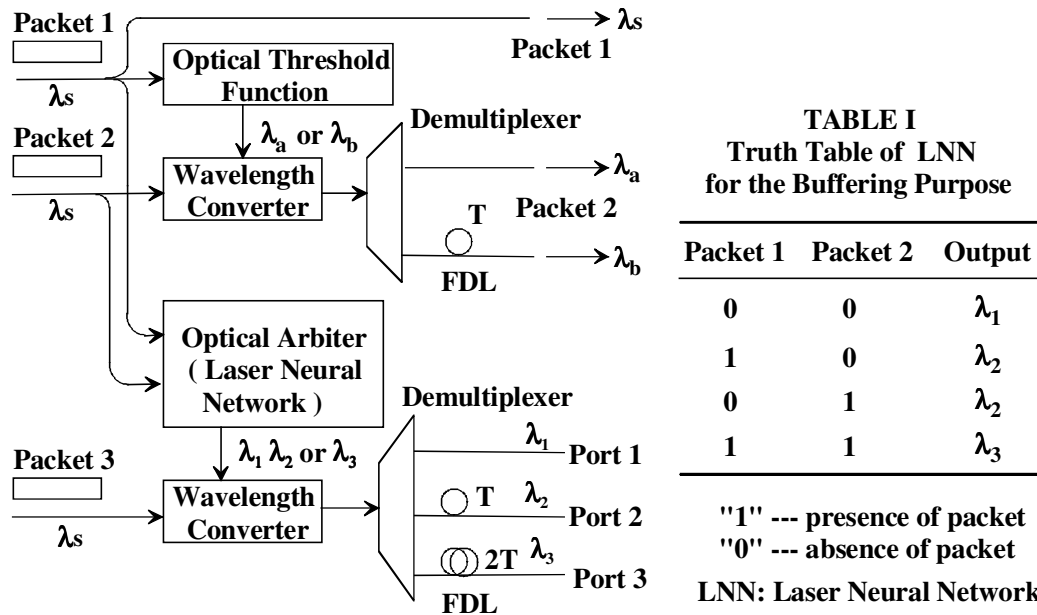 Packet 1
λs
λs
Packet 1
Optical Threshold
Function
Packet 2
λs
λa or λb
Wavelength
Converter
Demultiplexer
λa
Packet 2
T
λb
FDL
Optical Arbiter
( Laser Neural
Network )
Packet 3
λs
λ1 λ2 or λ3
Wavelength
Converter
Demultiplexer
λ1
Port 1
T
λ2
Port 2
2T
λ3
Port 3
FDL
TABLE I
Truth Table of LNN
for the Buffering Purpose
Packet 1 Packet 2 Output
0 0 λ1
1 0 λ2
0 1 λ2
1 1 λ3
"1" --- presence of packet
"0" --- absence of packet
LNN: Laser Neural Network